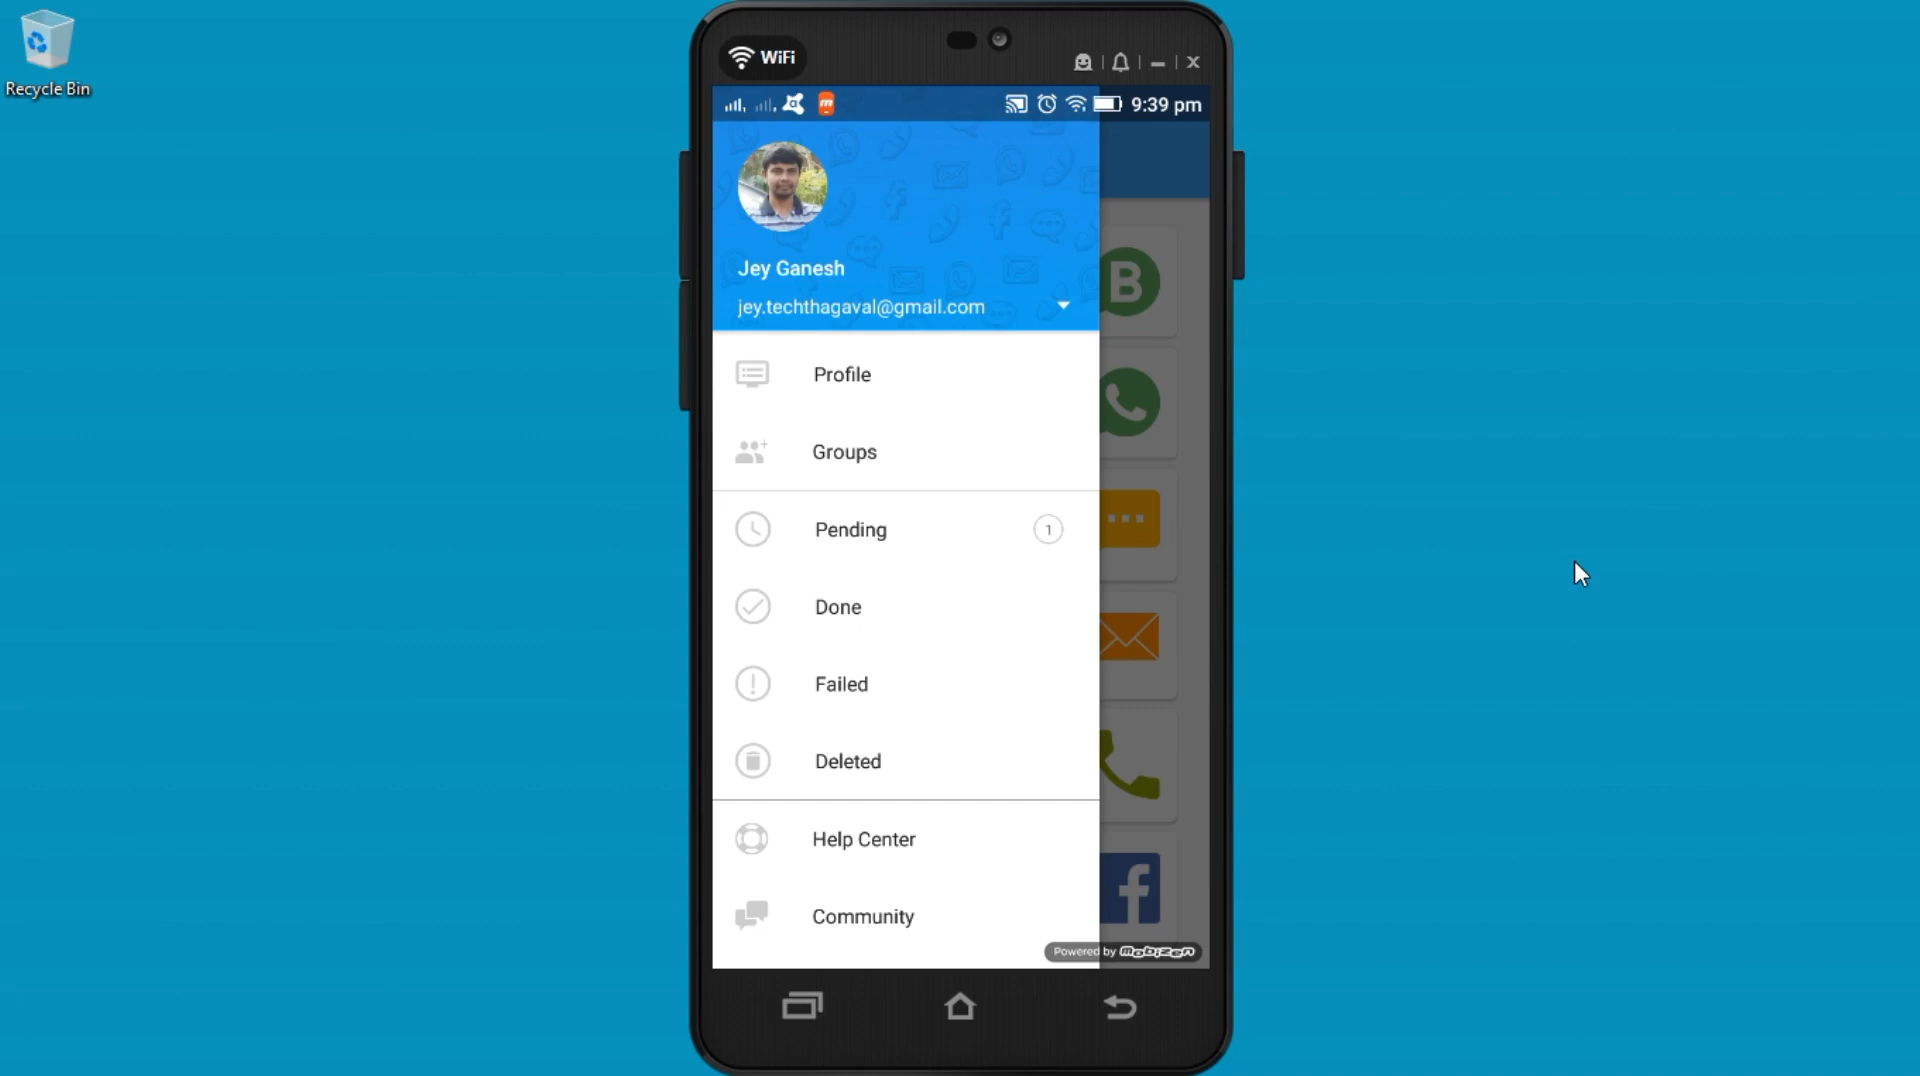 Recycle Bin
WiFi
9:39 pm
Jey Ganesh
jey.techthagaval@gmail.com
B
Profile
Groups
Pending
1
Done
Failed
Deleted
Help Center
Community
Powered by mobizen